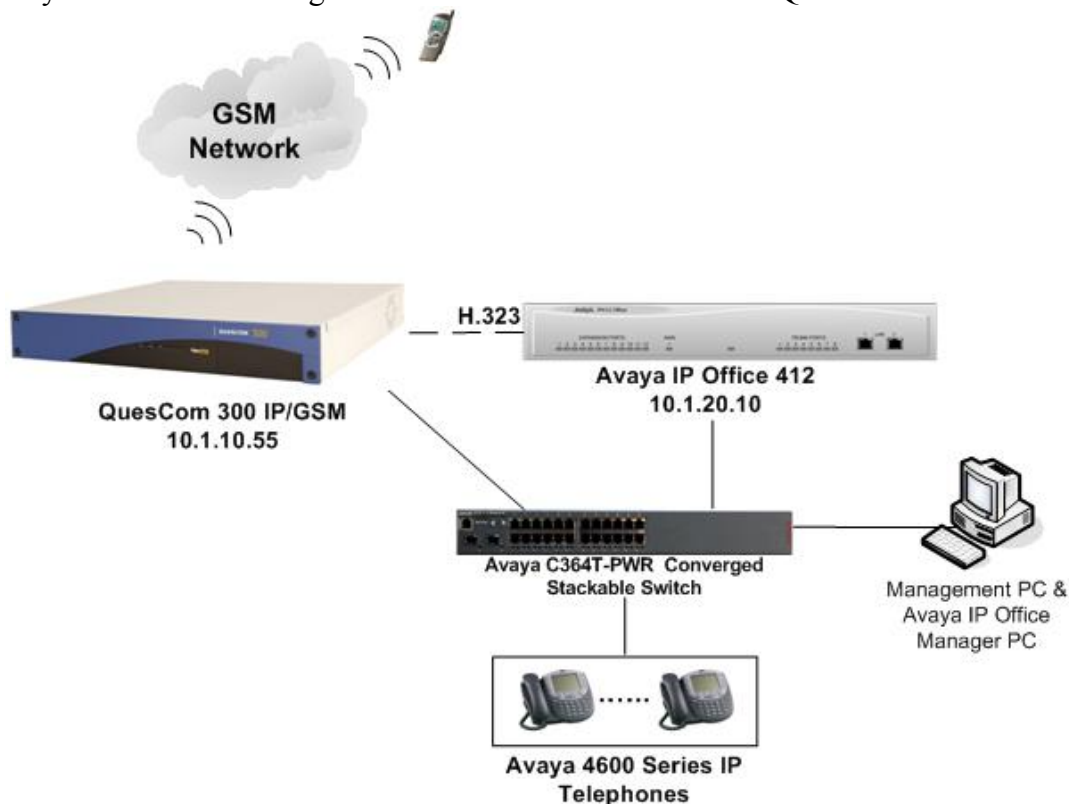 GSM
Network
H.323
Avaya IP Office 412
10.1.20.10
QuesCom 300 IP/GSM
10.1.10.55
Avaya C364T-PWR Converged
Stackable Switch
Management PC &
Avaya IP Office
Manager PC
Avaya 4600 Series IP
Telephones